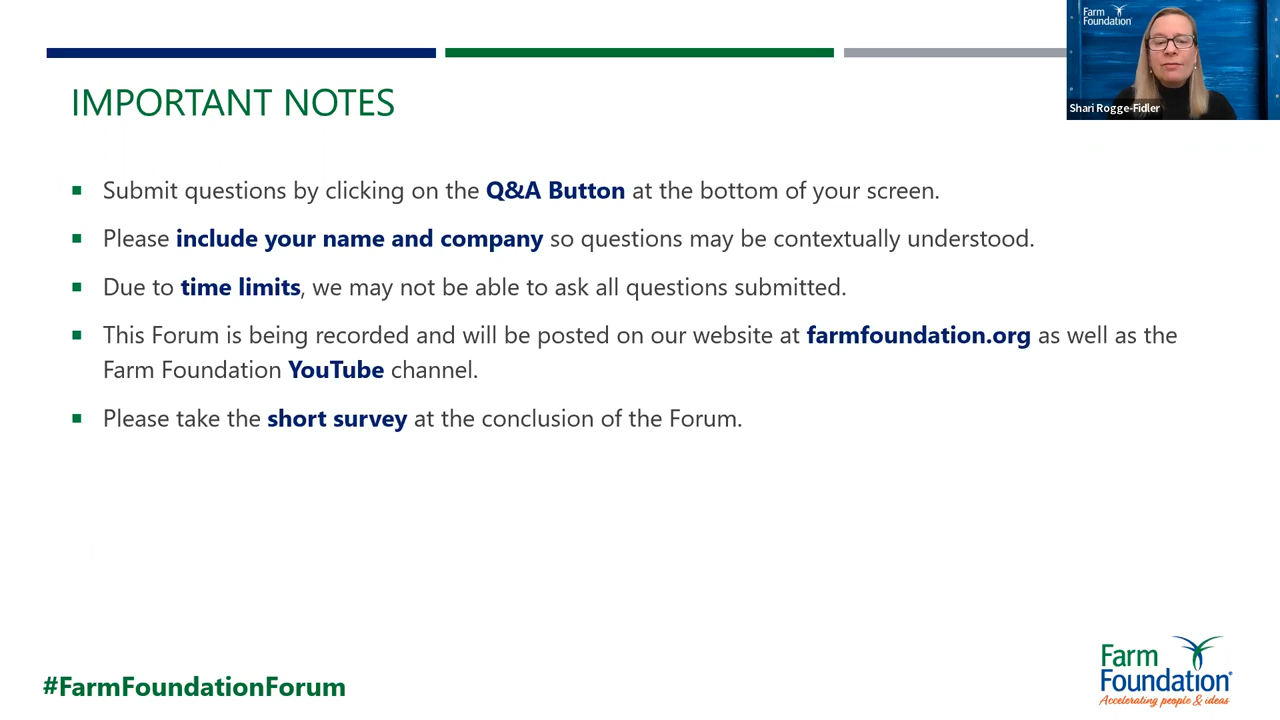 Farm
Foundation
Shari Rogge-Fidler
IMPORTANT NOTES
Submit questions by clicking on the Q&A Button at the bottom of your screen.
Please include your name and company so questions may be contextually understood.
Due to time limits, we may not be able to ask all questions submitted.
This Forum is being recorded and will be posted on our website at farmfoundation.org as well as the
Farm Foundation YouTube channel.
Please take the short survey at the conclusion of the Forum.
#FarmFoundationForum
Farm
Foundation®
Accelerating people & ideas